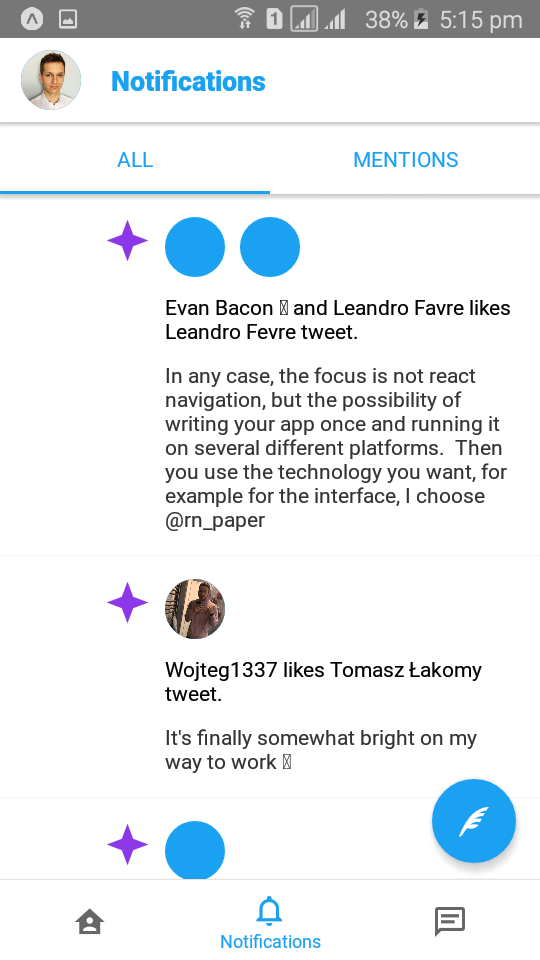 38% 5:15 pm
1
Notifications
ALL MENTIONS
Evan Bacon and Leandro Favre likes
Leandro Fevre tweet.
In any case, the focus is not react
navigation, but the possibility of
writing your app once and running it
on several different platforms.  Then
you use the technology you want, for
example for the interface, I choose
@rn_paper
Wojteg1337 likes Tomasz Łakomy
tweet.
It's finally somewhat bright on my
way to work
Notifications